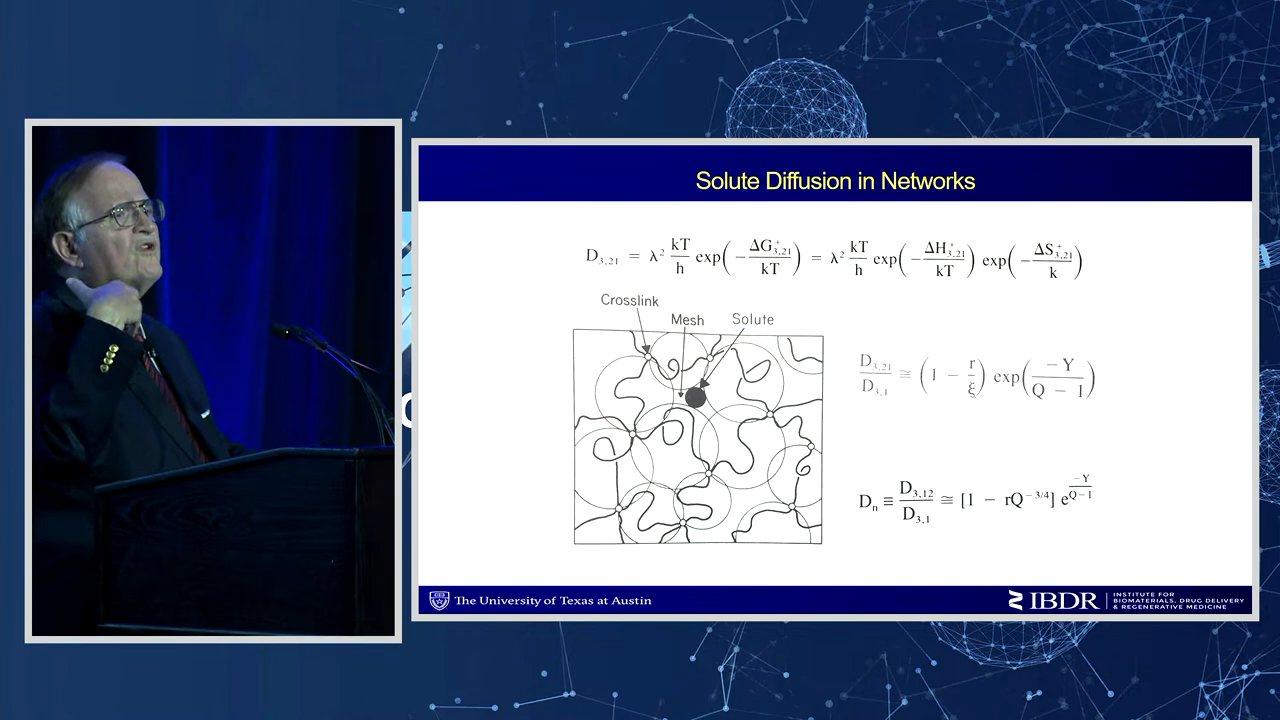 Solute Diffusion in Networks
D₃,₂₁ = λ² kT/h exp(−ΔG⁺₃,₂₁/kT) = λ² kT/h exp(−ΔH⁺₃,₂₁/kT) exp(−ΔS⁺₃,₂₁/k)
Crosslink
Mesh
Solute
D₃,₂₁/D₃,₁ ≅ (1 − r/ξ) exp(−Y/(Q − 1))
Dₙ ≡ D₃,₁₂/D₃,₁ ≅ [1 − rQ⁻³/⁴] e^(−Y/(Q−1))
The University of Texas at Austin
IBDR
INSTITUTE FOR
BIOMATERIALS, DRUG DELIVERY
& REGENERATIVE MEDICINE